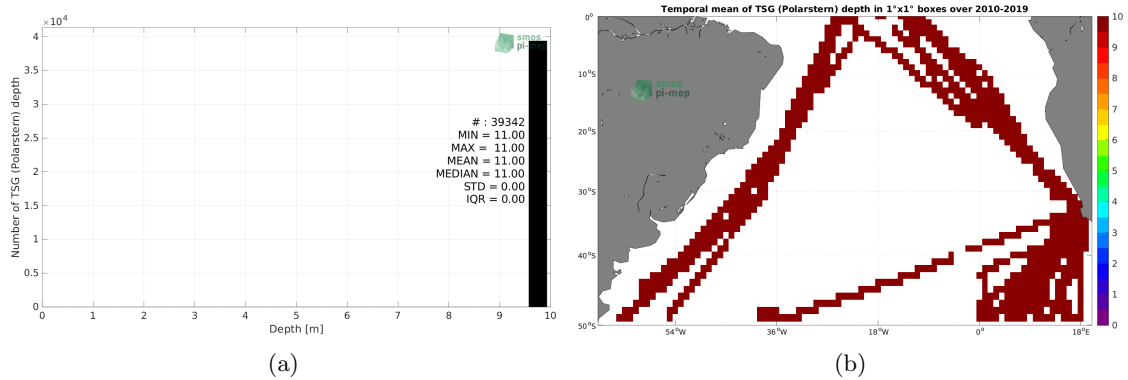 ×10⁴
4
3.5
3
2.5
2
1.5
1
0.5
0
Number of TSG (Polarstern) depth
smos
pi-mep
# : 39342
MIN = 11.00
MAX = 11.00
MEAN = 11.00
MEDIAN = 11.00
STD = 0.00
IQR = 0.00
0 1 2 3 4 5 6 7 8 9 10
Depth [m]
(a)
Temporal mean of TSG (Polarstern) depth in 1°x1° boxes over 2010-2019
smos
pi-mep
0°
10°S
20°S
30°S
40°S
50°S
54°W 36°W 18°W 0° 18°E
10
9
8
7
6
5
4
3
2
1
0
(b)